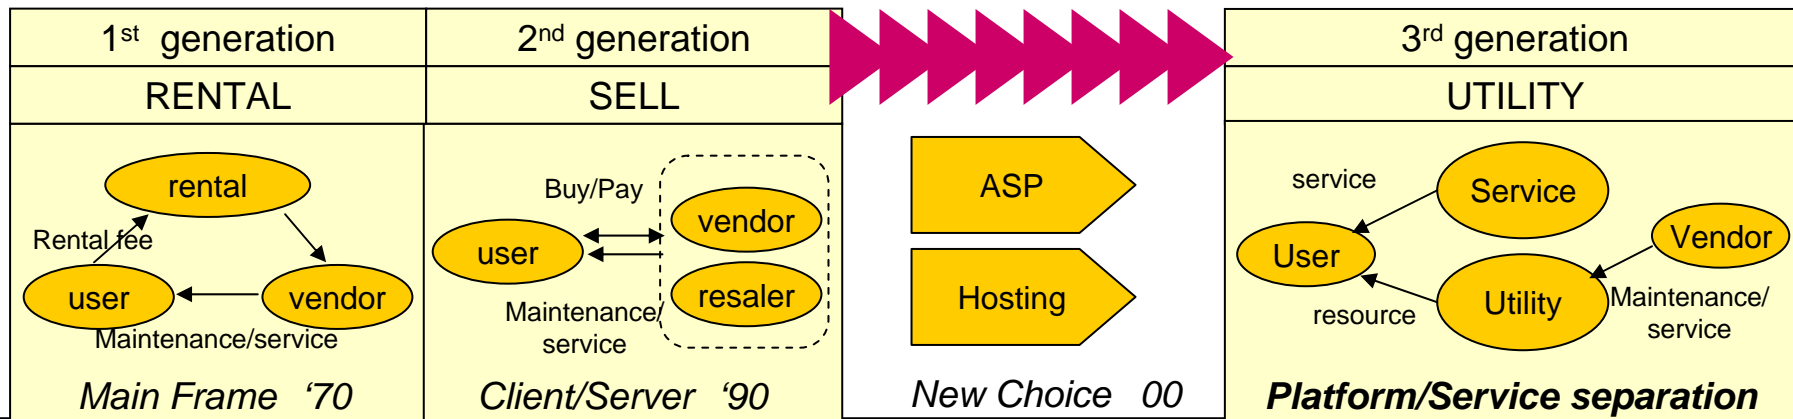 1st generation
RENTAL
rental
Rental fee
user
vendor
Maintenance/service
Main Frame '70
2nd generation
SELL
Buy/Pay
user
vendor
resaler
Maintenance/
service
Client/Server '90
ASP
Hosting
New Choice 00
3rd generation
UTILITY
service
Service
User
Vendor
Utility
resource
Maintenance/
service
Platform/Service separation